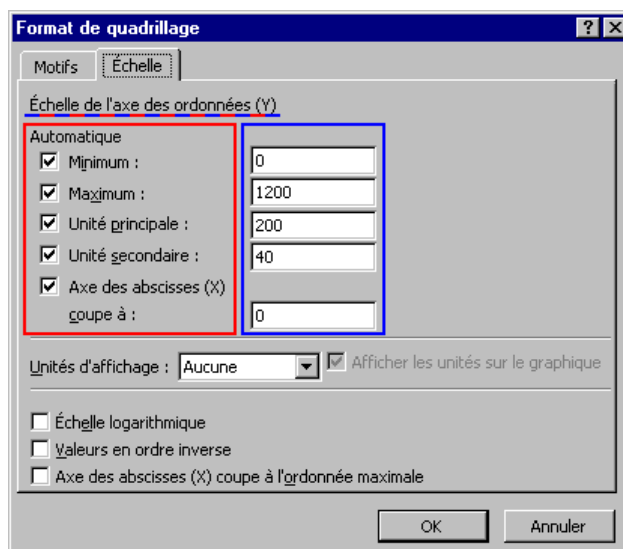 Format de quadrillage
Motifs Échelle
Échelle de l'axe des ordonnées (Y)
Automatique
Minimum : 0
Maximum : 1200
Unité principale : 200
Unité secondaire : 40
Axe des abscisses (X)
coupe à : 0
Unités d'affichage : Aucune Afficher les unités sur le graphique
Échelle logarithmique
Valeurs en ordre inverse
Axe des abscisses (X) coupe à l'ordonnée maximale
OK Annuler